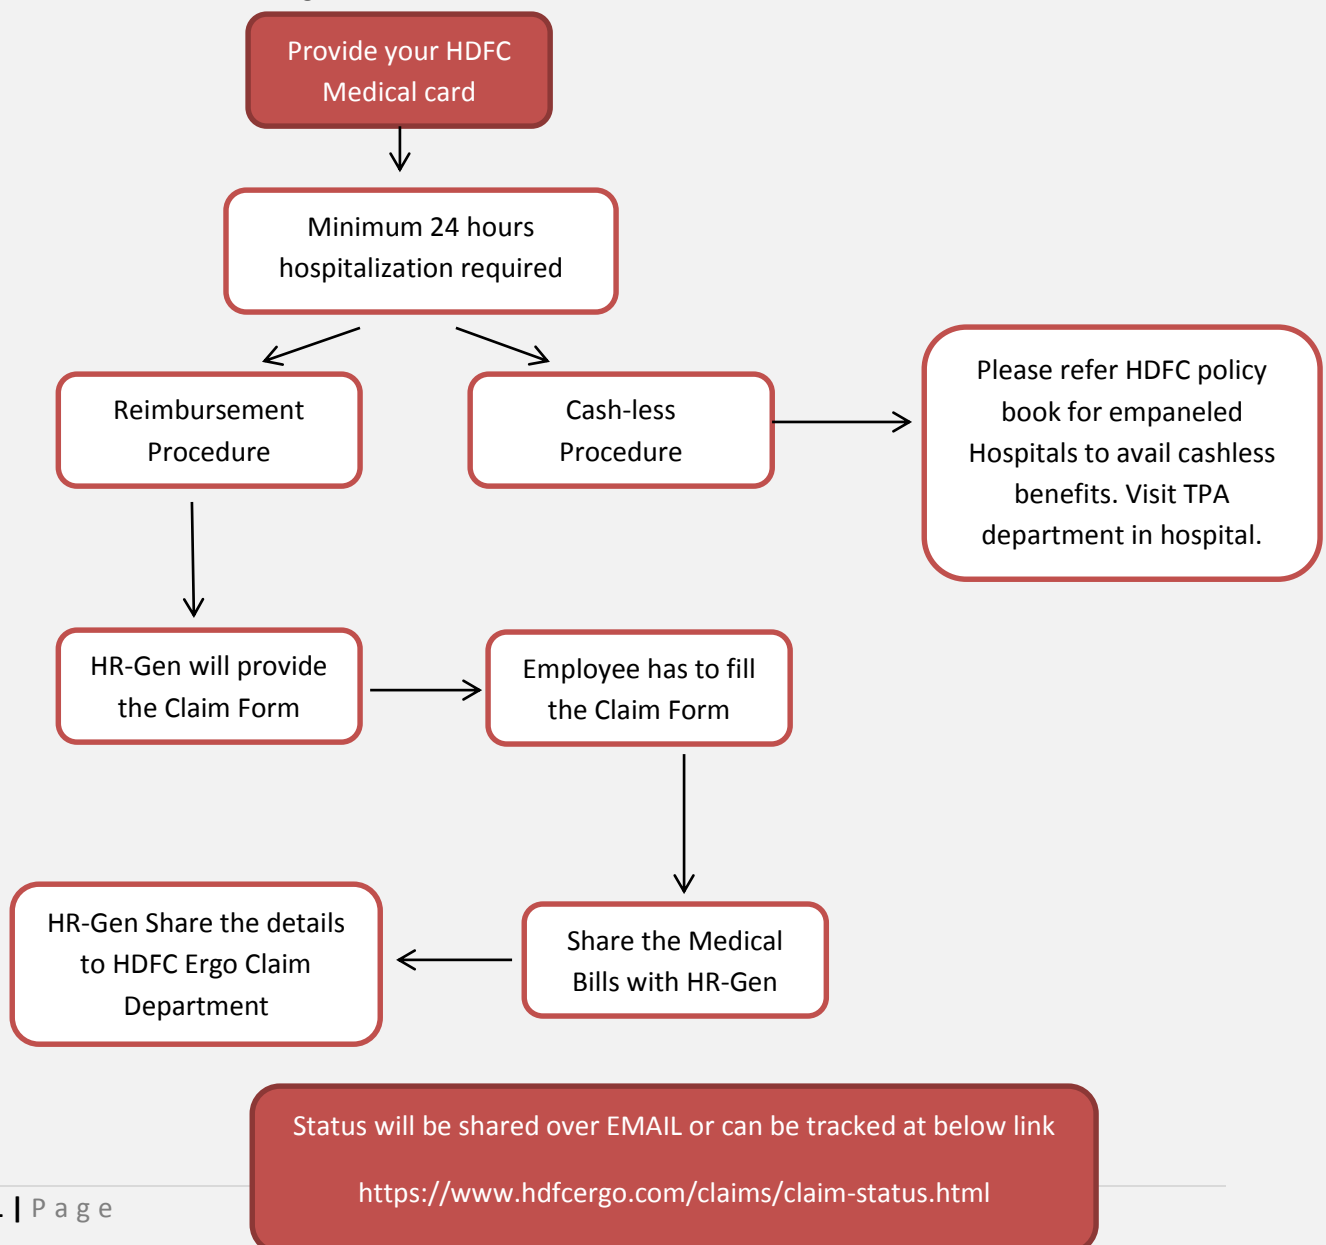 Provide your HDFC
Medical card
Minimum 24 hours
hospitalization required
Reimbursement
Procedure
Cash-less
Procedure
Please refer HDFC policy
book for empaneled
Hospitals to avail cashless
benefits. Visit TPA
department in hospital.
HR-Gen will provide
the Claim Form
Employee has to fill
the Claim Form
Share the Medical
Bills with HR-Gen
HR-Gen Share the details
to HDFC Ergo Claim
Department
Status will be shared over EMAIL or can be tracked at below link
https://www.hdfcergo.com/claims/claim-status.html
| P a g e